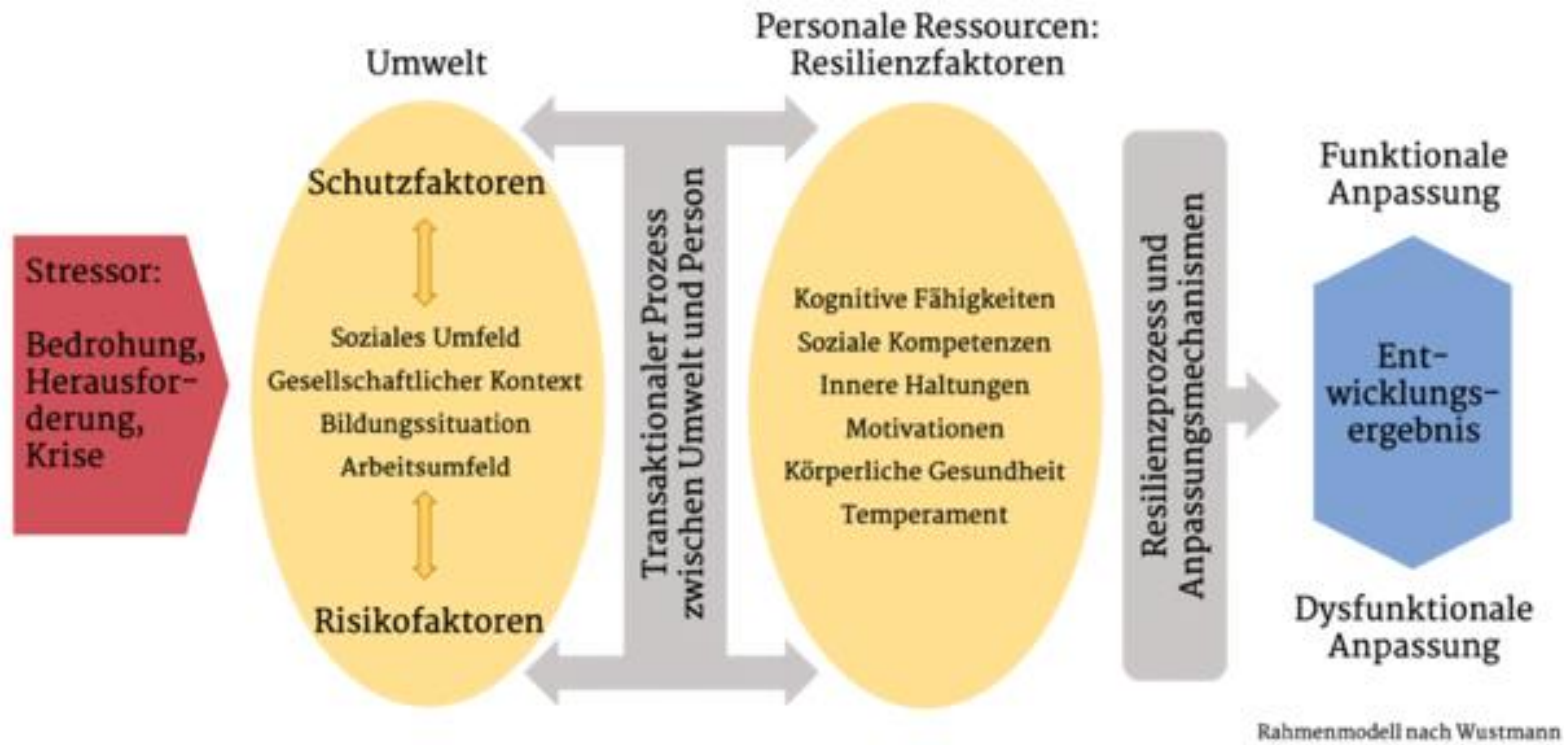 Umwelt
Personale Ressourcen:
Resilienzfaktoren
Stressor:
Bedrohung,
Herausfor-
derung,
Krise
Schutzfaktoren
Soziales Umfeld
Gesellschaftlicher Kontext
Bildungssituation
Arbeitsumfeld
Risikofaktoren
Transaktionaler Prozess
zwischen Umwelt und Person
Kognitive Fähigkeiten
Soziale Kompetenzen
Innere Haltungen
Motivationen
Körperliche Gesundheit
Temperament
Resilienzprozess und
Anpassungsmechanismen
Funktionale
Anpassung
Ent-
wicklungs-
ergebnis
Dysfunktionale
Anpassung
Rahmenmodell nach Wustmann